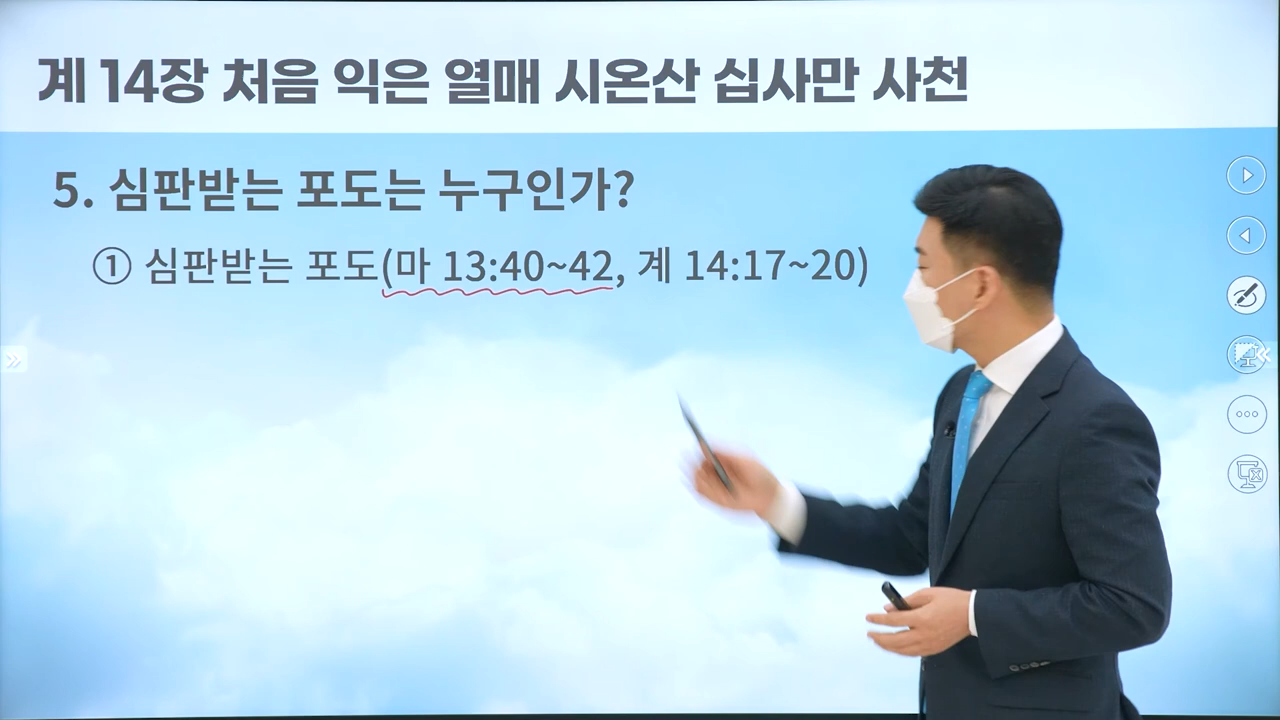 계 14장 처음 익은 열매 시온산 십사만 사천
5. 심판받는 포도는 누구인가?
① 심판받는 포도(마 13:40~42, 계 14:17~20)